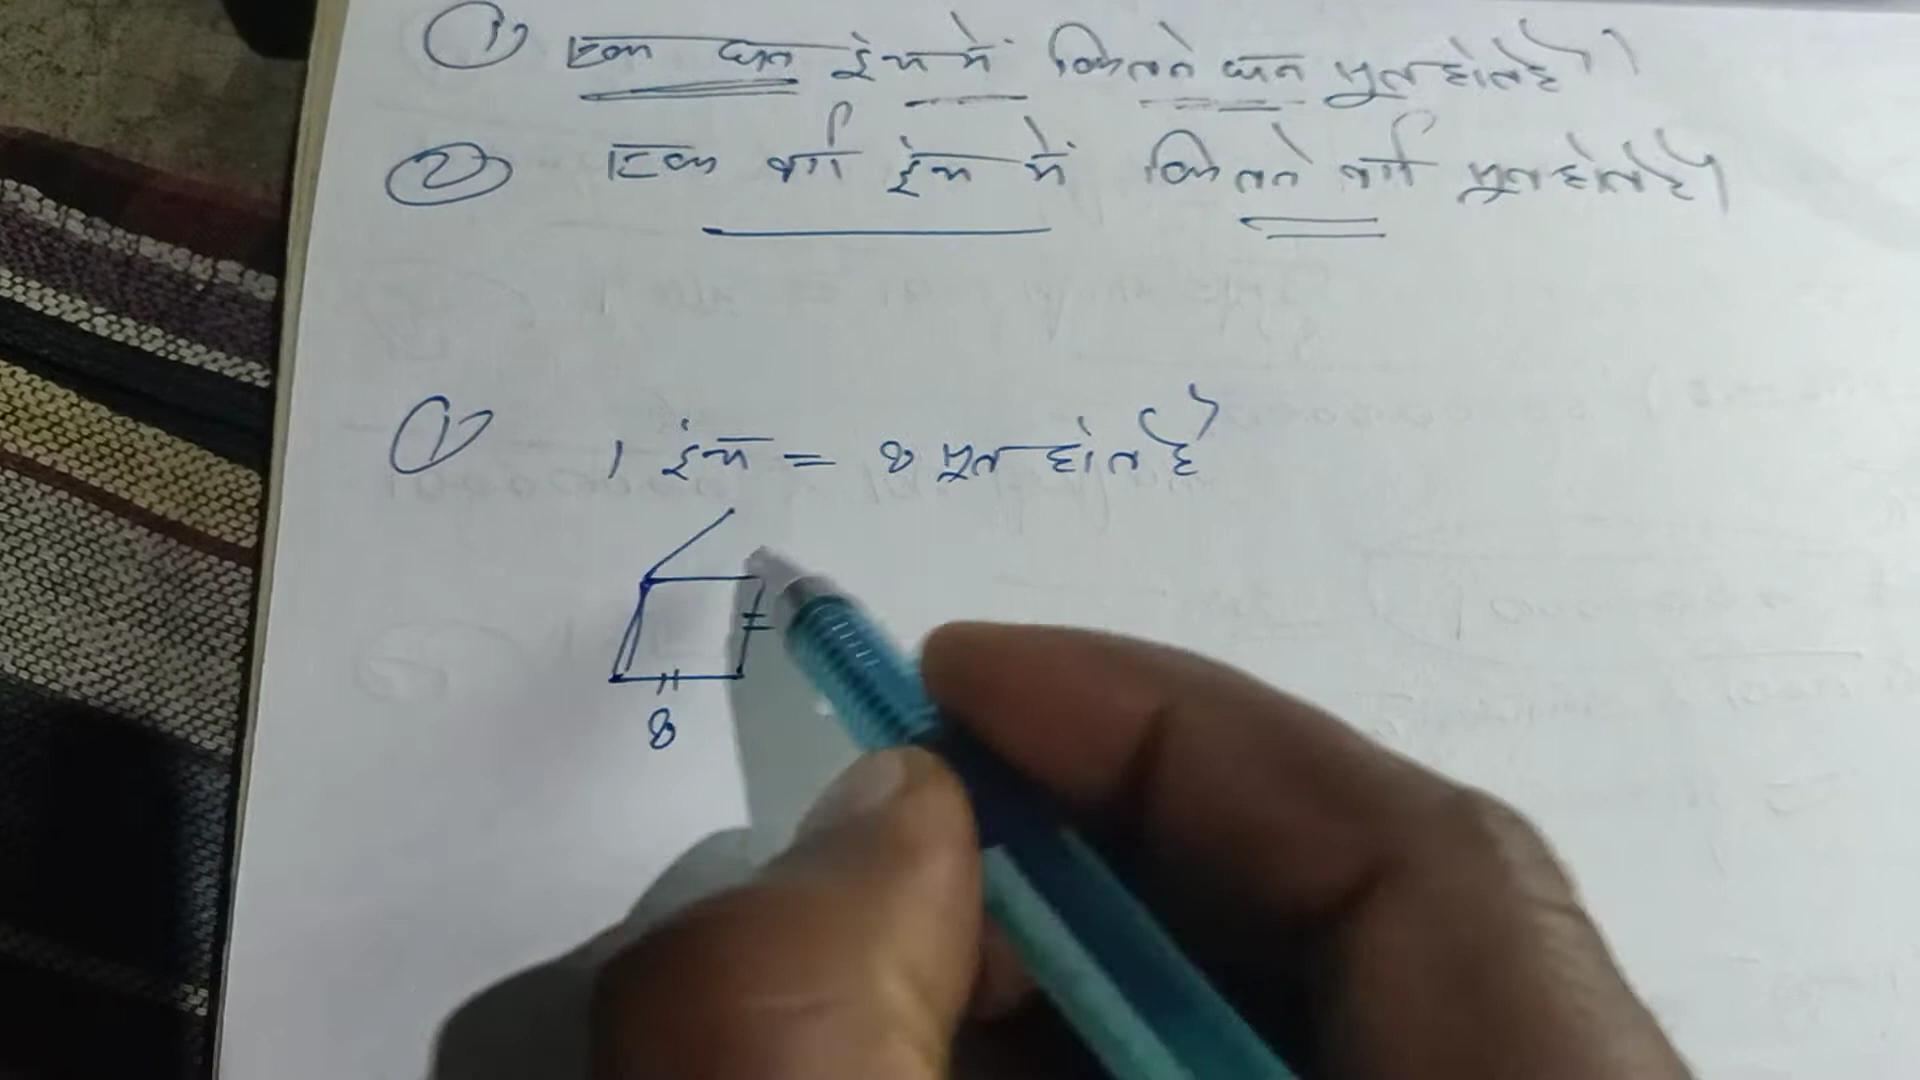 ① एक घन इंच में कितने घन सूत होते है।
② एक वर्ग इंच में कितने वर्ग सूत होते है।
① 1 इंच = 8 सूत होते है
8